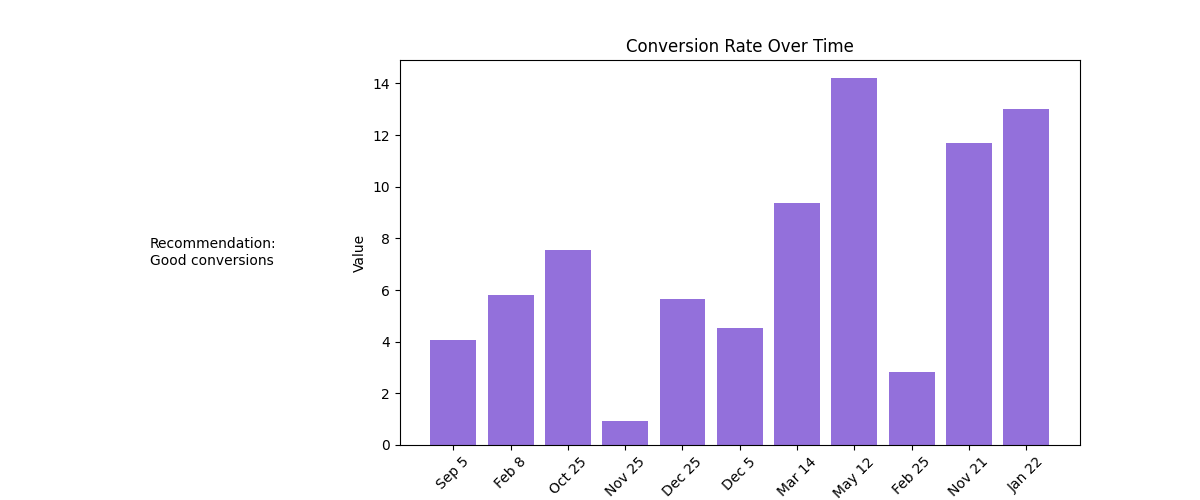 Conversion Rate Over Time
Recommendation:
Good conversions
Value
14
12
10
8
6
4
2
0
Sep 5
Feb 8
Oct 25
Nov 25
Dec 25
Dec 5
Mar 14
May 12
Feb 25
Nov 21
Jan 22